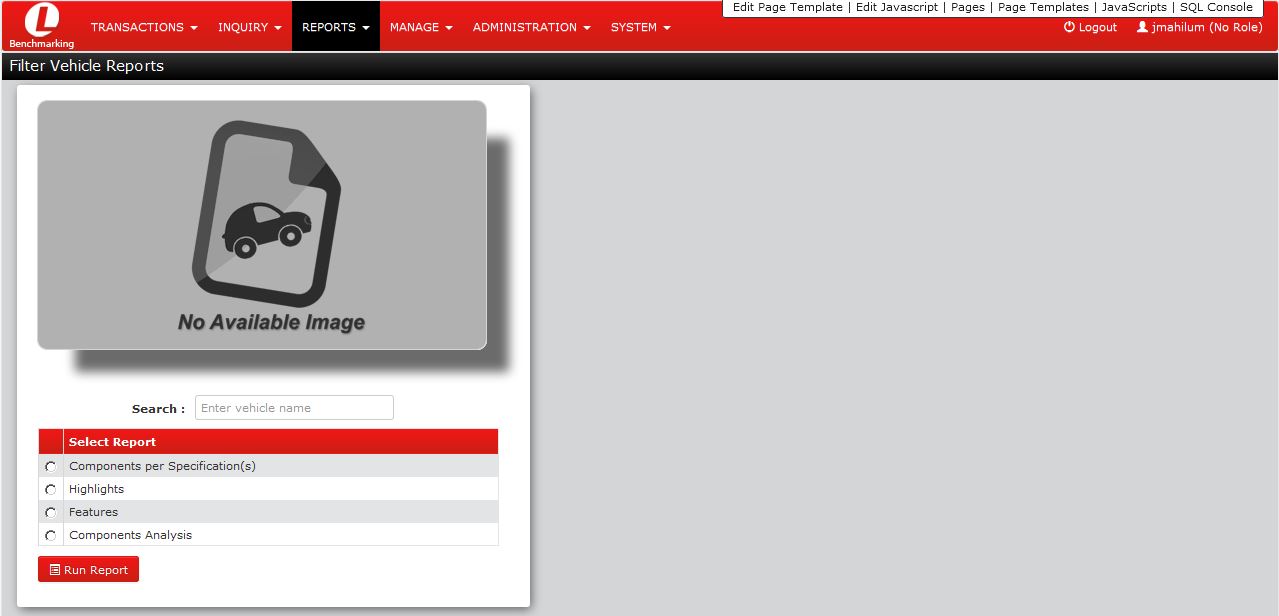 Edit Page Template | Edit Javascript | Pages | Page Templates | JavaScripts | SQL Console
L
Benchmarking
TRANSACTIONS INQUIRY REPORTS MANAGE ADMINISTRATION SYSTEM Logout jmahilum (No Role)
Filter Vehicle Reports
No Available Image
Search : Enter vehicle name
Select Report
Components per Specification(s)
Highlights
Features
Components Analysis
Run Report